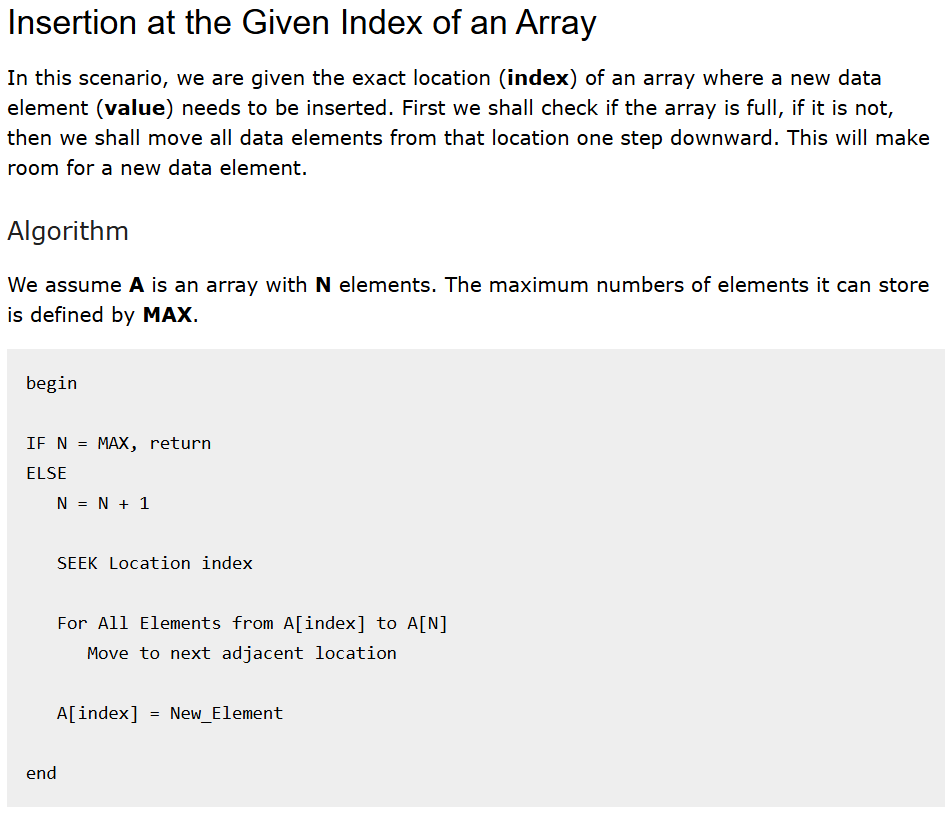 Insertion at the Given Index of an Array
In this scenario, we are given the exact location (index) of an array where a new data
element (value) needs to be inserted. First we shall check if the array is full, if it is not,
then we shall move all data elements from that location one step downward. This will make
room for a new data element.
Algorithm
We assume A is an array with N elements. The maximum numbers of elements it can store
is defined by MAX.
begin
IF N = MAX, return
ELSE
N = N + 1
SEEK Location index
For All Elements from A[index] to A[N]
Move to next adjacent location
A[index] = New_Element
end